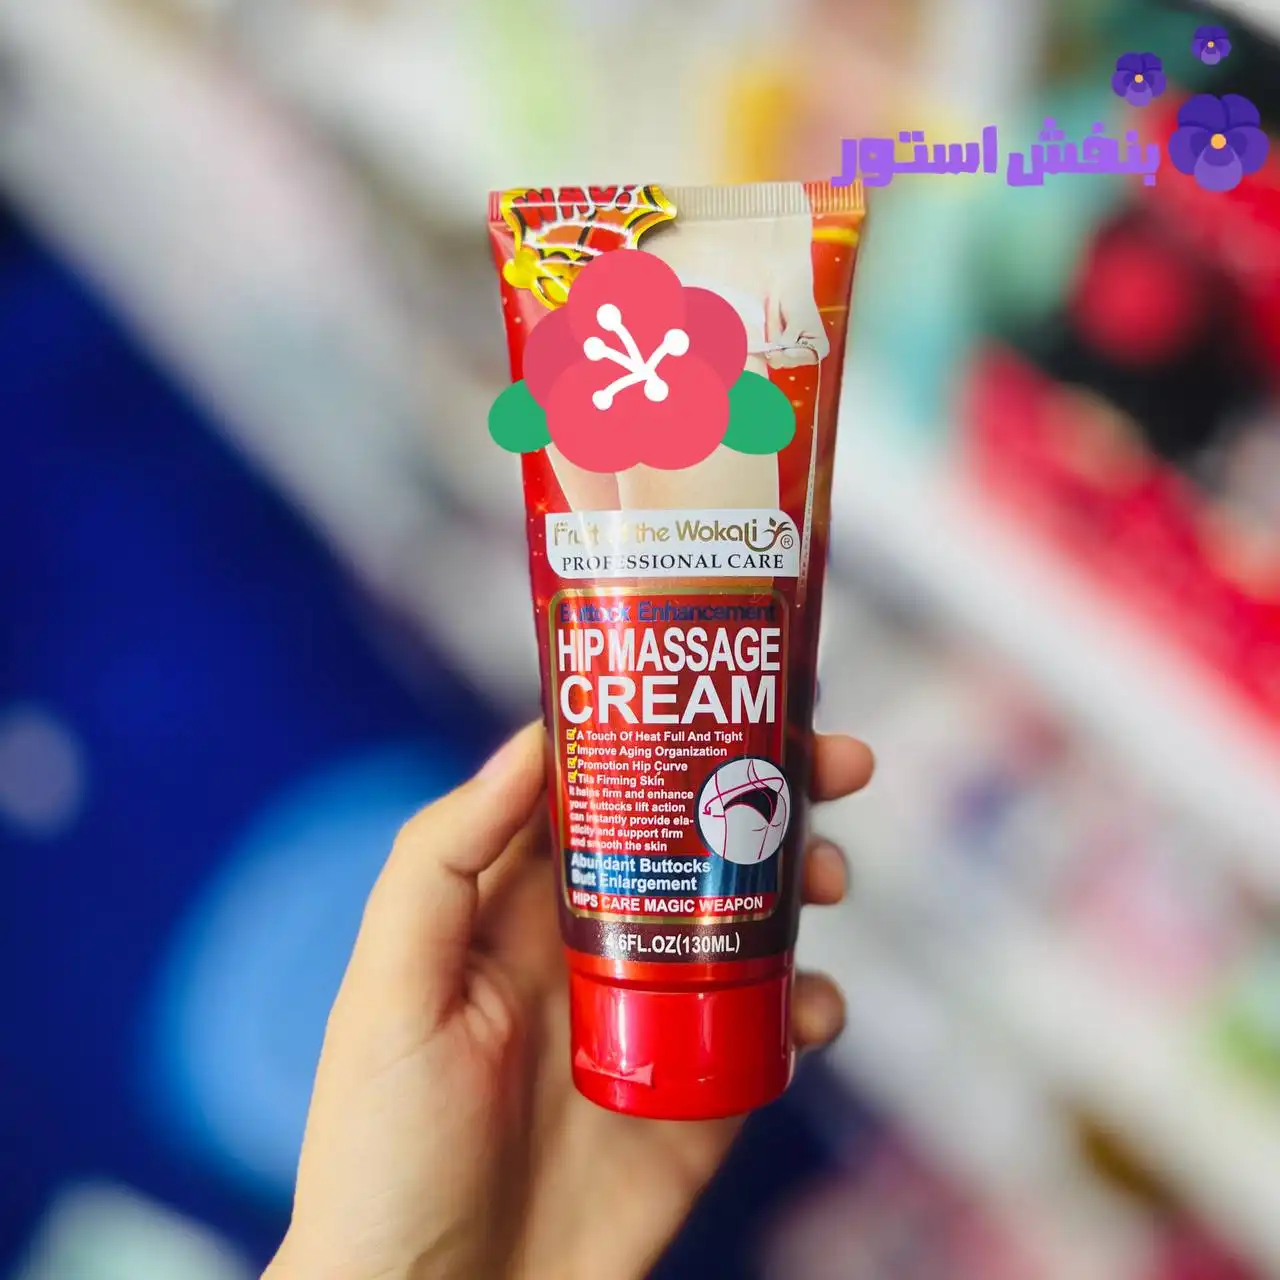 بنفش استور
Fruit of the Wokali ®
PROFESSIONAL CARE
Buttock Enhancement
HIP MASSAGE
CREAM
A Touch Of Heat Full And Tight
Improve Aging Organization
Promotion Hip Curve
Tila Firming Skin
It helps firm and enhance
your buttocks lift action
can instantly provide ela-
sticity and support firm
and smooth the skin
Abundant Buttocks
Butt Enlargement
HIPS CARE MAGIC WEAPON
4.6FL.OZ(130ML)